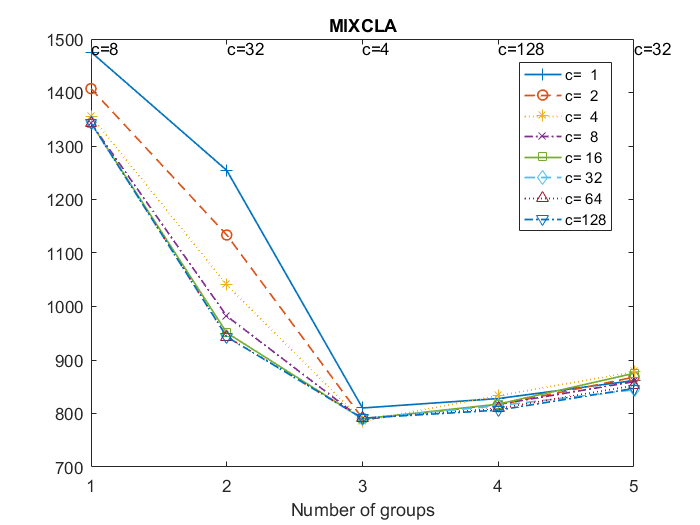 MIXCLA
1500
1400
1300
1200
1100
1000
900
800
700
c=8 c=32 c=4 c=128 c=32
c= 1
c= 2
c= 4
c= 8
c= 16
c= 32
c= 64
c=128
1 2 3 4 5
Number of groups